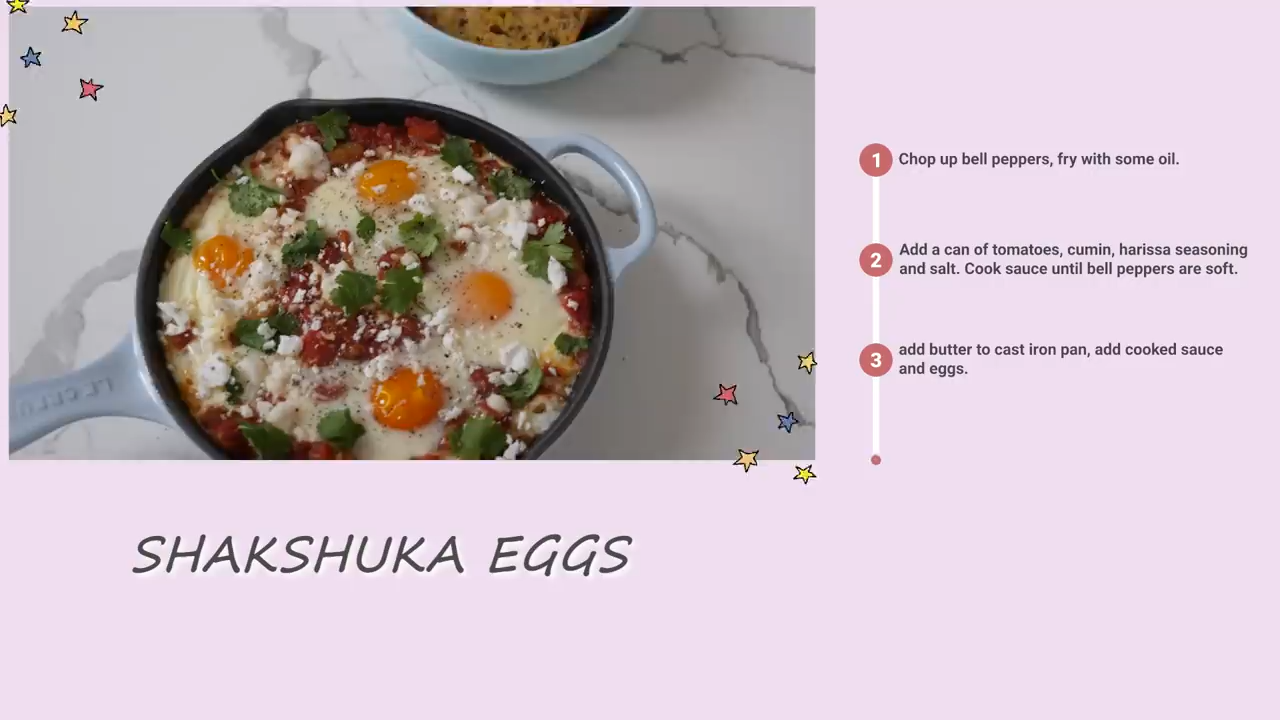 1 Chop up bell peppers, fry with some oil.
2 Add a can of tomatoes, cumin, harissa seasoning
and salt. Cook sauce until bell peppers are soft.
3 add butter to cast iron pan, add cooked sauce
and eggs.
SHAKSHUKA EGGS